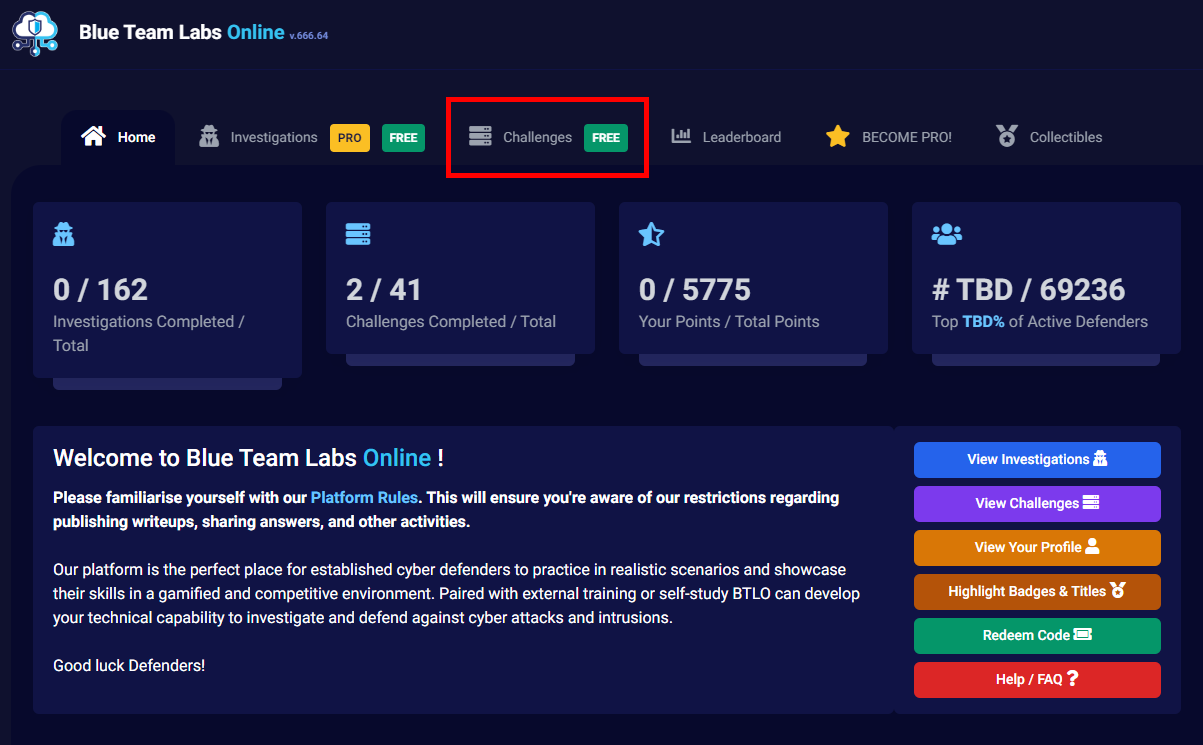 Blue Team Labs Online v.666.64
Home Investigations PRO FREE Challenges FREE Leaderboard BECOME PRO! Collectibles
0 / 162
Investigations Completed /
Total
2 / 41
Challenges Completed / Total
0 / 5775
Your Points / Total Points
# TBD / 69236
Top TBD% of Active Defenders
Welcome to Blue Team Labs Online !
Please familiarise yourself with our Platform Rules. This will ensure you're aware of our restrictions regarding
publishing writeups, sharing answers, and other activities.
Our platform is the perfect place for established cyber defenders to practice in realistic scenarios and showcase
their skills in a gamified and competitive environment. Paired with external training or self-study BTLO can develop
your technical capability to investigate and defend against cyber attacks and intrusions.
Good luck Defenders!
View Investigations
View Challenges
View Your Profile
Highlight Badges & Titles
Redeem Code
Help / FAQ ?